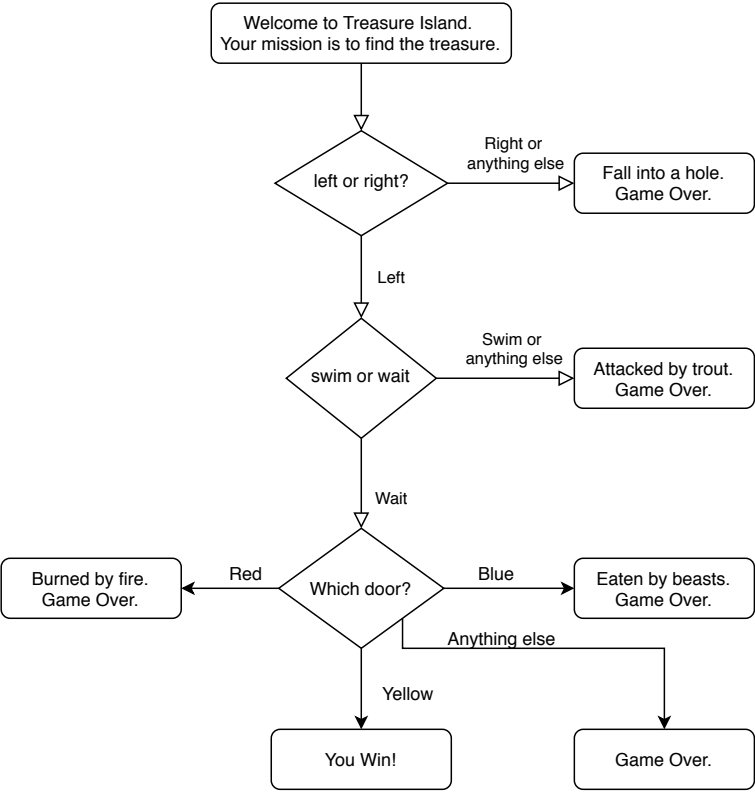 Welcome to Treasure Island.
Your mission is to find the treasure.
left or right?
Right or
anything else
Fall into a hole.
Game Over.
Left
swim or wait
Swim or
anything else
Attacked by trout.
Game Over.
Wait
Burned by fire.
Game Over.
Red
Which door?
Blue
Eaten by beasts.
Game Over.
Anything else
Yellow
You Win!
Game Over.